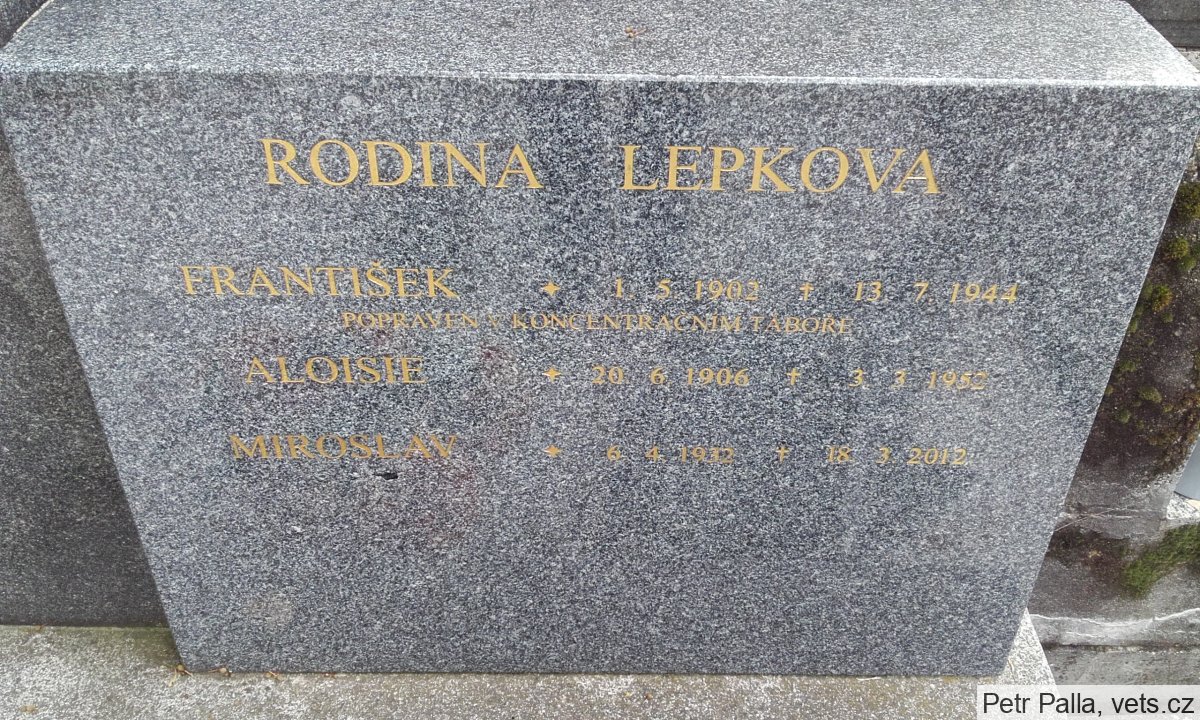 RODINA LEPKOVA
FRANTIŠEK ✦ 1. 5. 1902 † 13. 7. 1944
POPRAVEN V KONCENTRAČNÍM TÁBOŘE
ALOISIE ✦ 20. 6. 1906 † 3. 3. 1952
MIROSLAV ✦ 6. 4. 1932 † 18. 3. 2012
Petr Palla, vets.cz